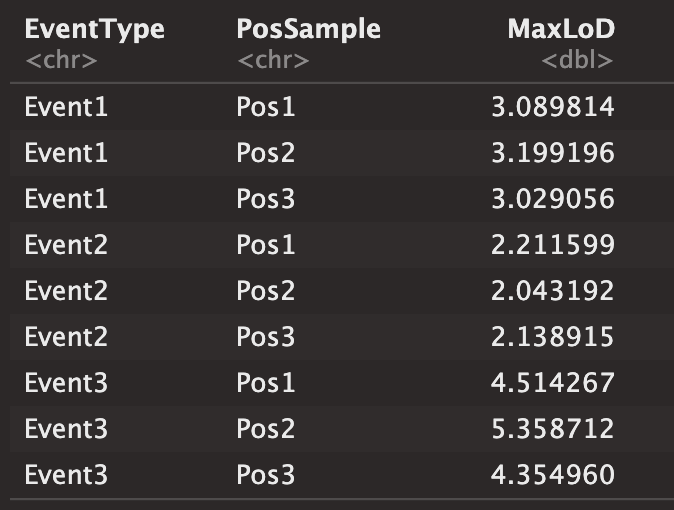 EventType PosSample MaxLoD
<chr> <chr> <dbl>
Event1 Pos1 3.089814
Event1 Pos2 3.199196
Event1 Pos3 3.029056
Event2 Pos1 2.211599
Event2 Pos2 2.043192
Event2 Pos3 2.138915
Event3 Pos1 4.514267
Event3 Pos2 5.358712
Event3 Pos3 4.354960